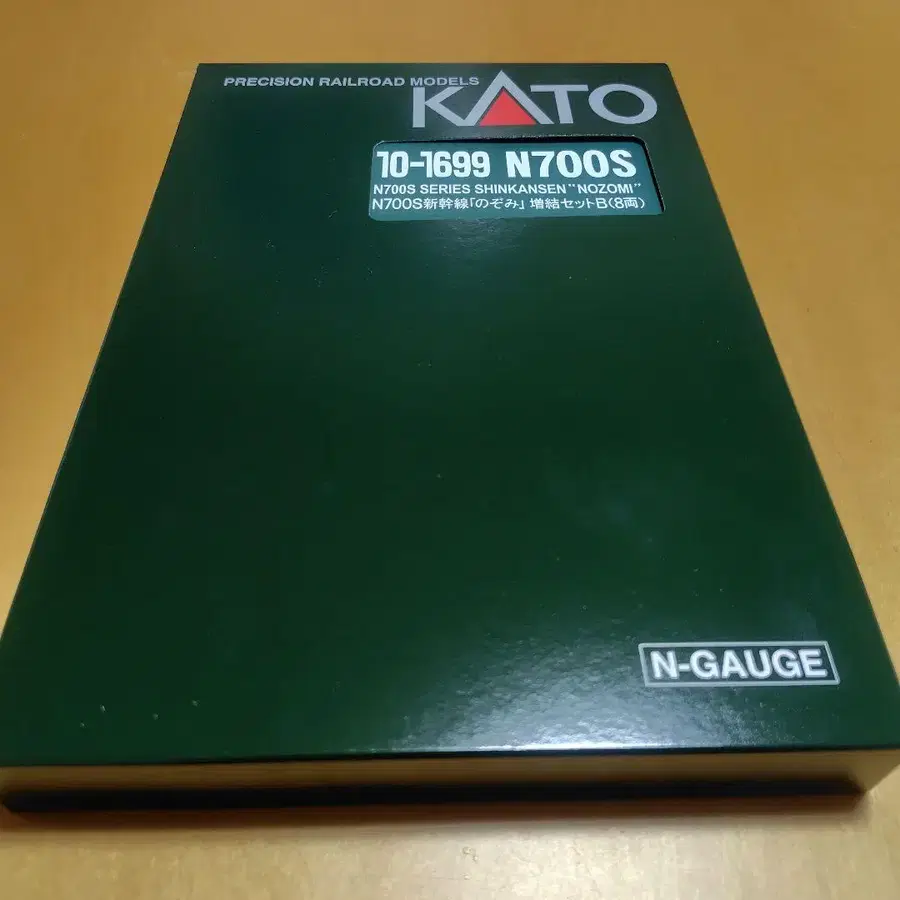 PRECISION RAILROAD MODELS
KATO
10-1699 N700S
N700S SERIES SHINKANSEN "NOZOMI"
N700S新幹線「のぞみ」 増結セットB(8両)
N-GAUGE